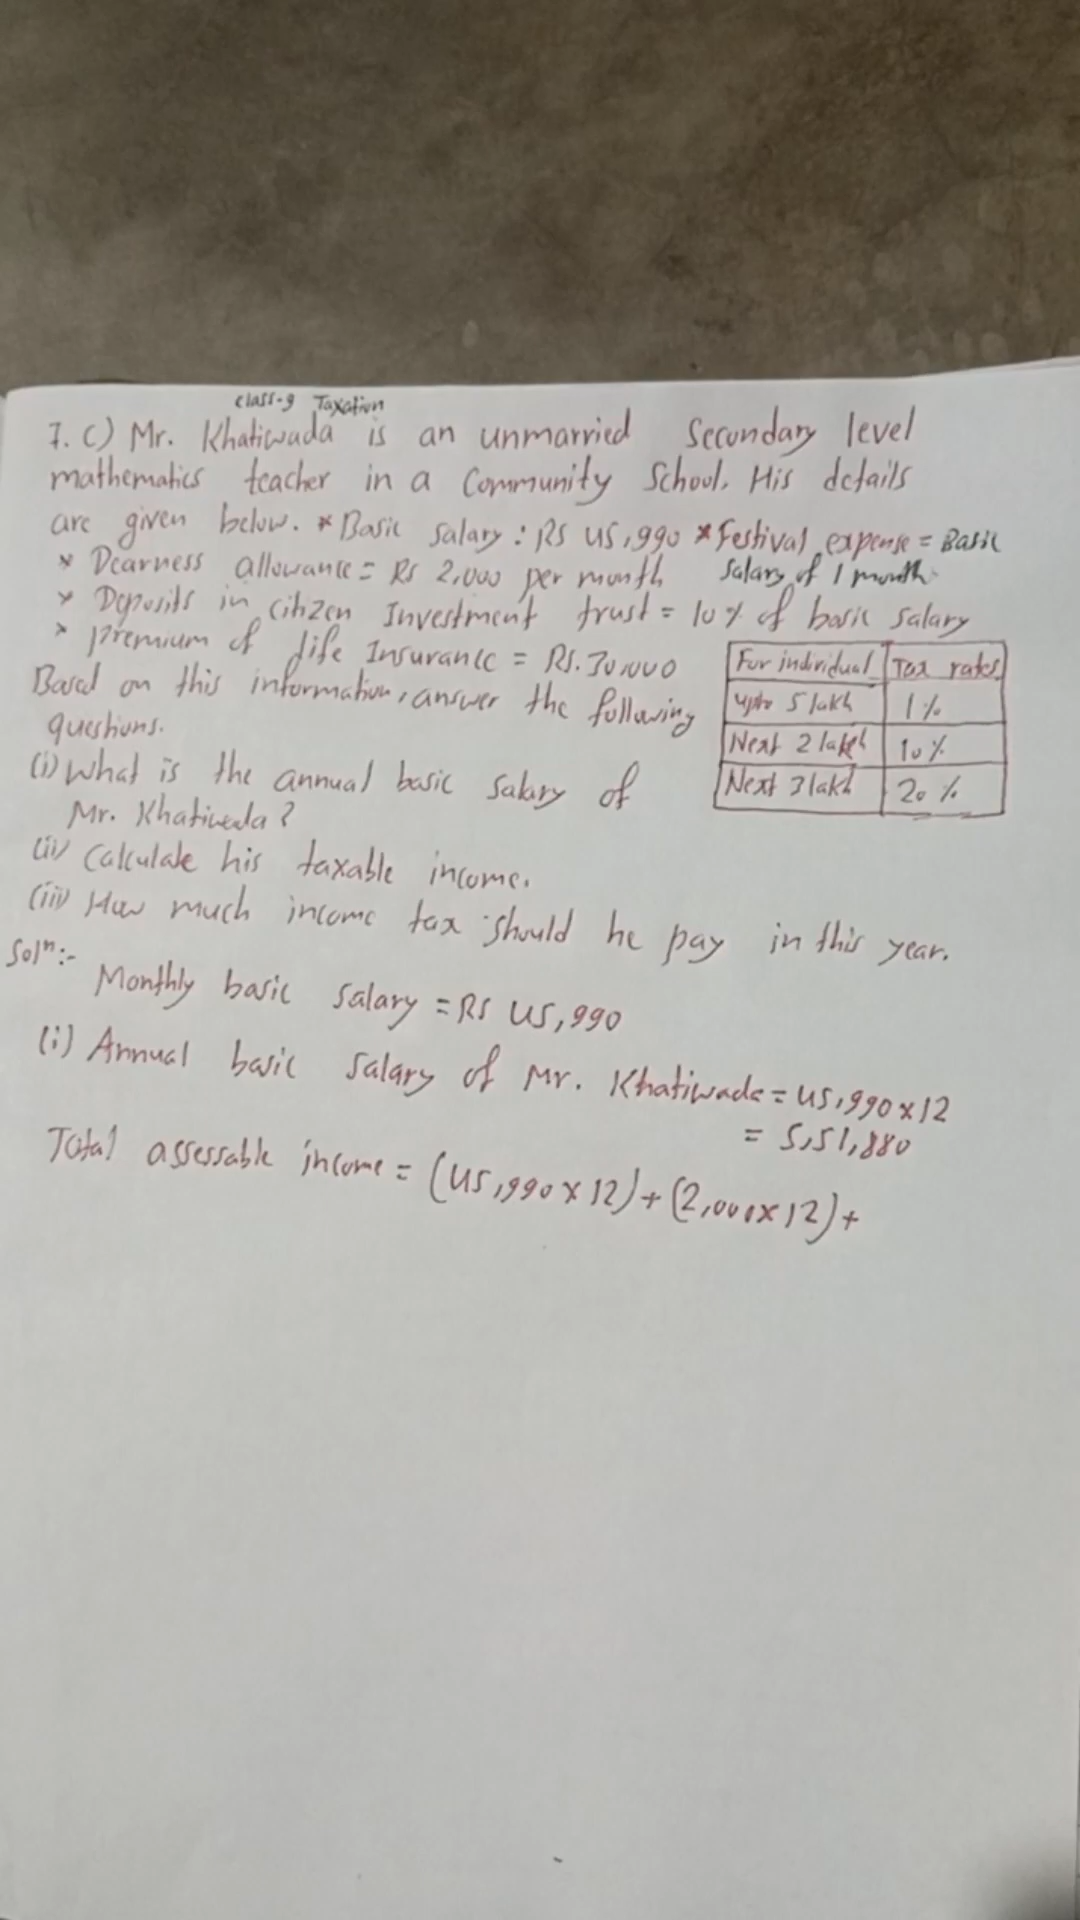 class-9 Taxation
7. c) Mr. Khatiwada is an unmarried Secondary level
mathematics teacher in a Community School. His details
are given below. * Basic salary : Rs 45,990 * Festival expense = Basic
salary of 1 month
* Dearness allowance = Rs 2,000 per month
* Deposits in citizen Investment trust = 10% of basic salary
* premium of life Insurance = Rs. 30,000
Based on this information, answer the following
questions.
For individual Tax rates
upto 5 lakh 1%
Next 2 lakh 10%
Next 3 lakh 20%
(i) What is the annual basic salary of
Mr. Khatiwada?
(ii) Calculate his taxable income.
(iii) How much income tax should he pay in this year.
Solⁿ:-
Monthly basic salary = Rs 45,990
(i) Annual basic salary of Mr. Khatiwada = 45,990 x 12
= 5,51,880
Total assessable income = (45,990 x 12) + (2,000 x 12) +